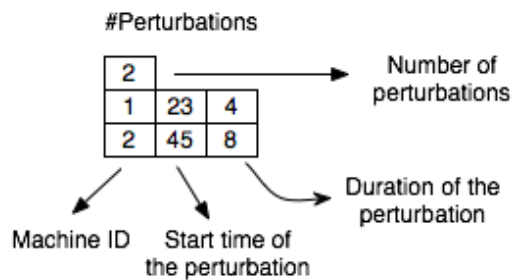 #Perturbations
2
Number of
perturbations
1 23 4
2 45 8
Duration of the
perturbation
Machine ID
Start time of
the perturbation